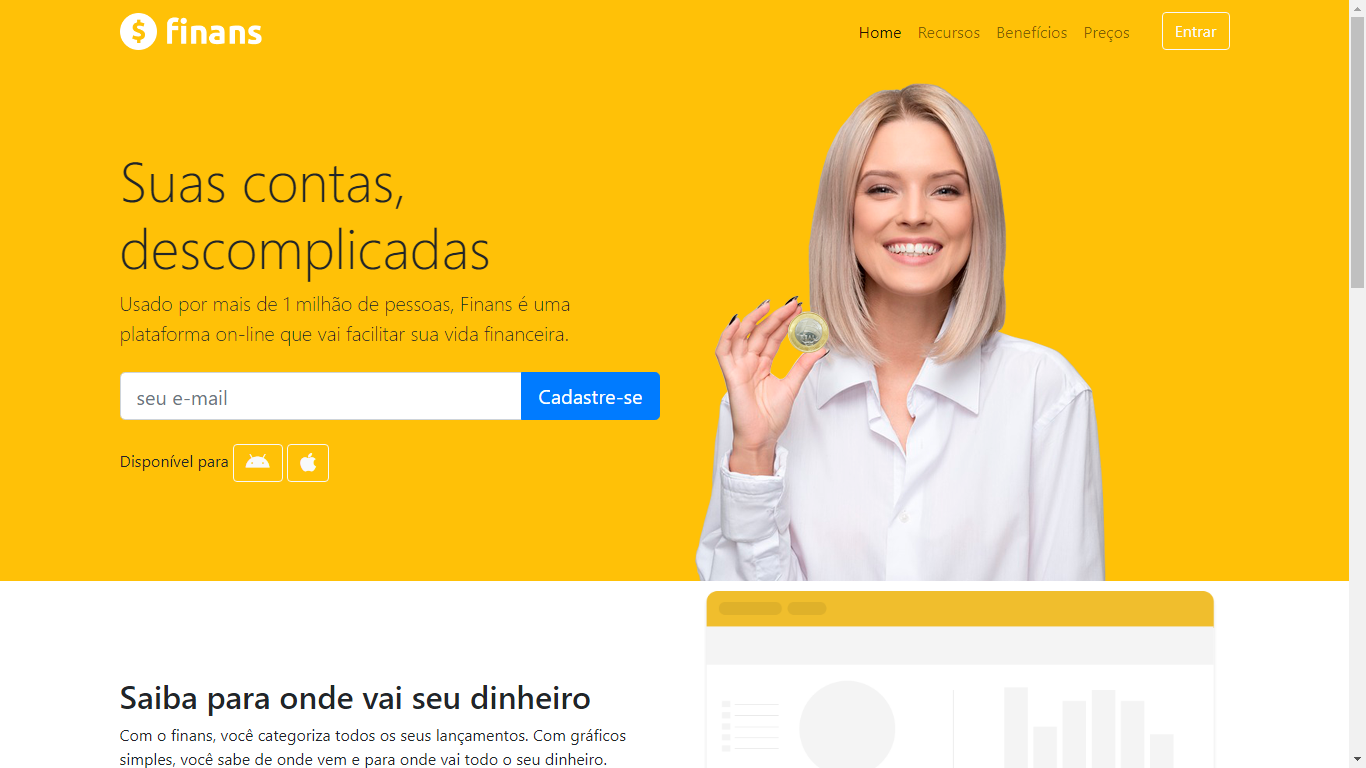 finans
Home Recursos Benefícios Preços Entrar
Suas contas,
descomplicadas
Usado por mais de 1 milhão de pessoas, Finans é uma
plataforma on-line que vai facilitar sua vida financeira.
seu e-mail Cadastre-se
Disponível para
Saiba para onde vai seu dinheiro
Com o finans, você categoriza todos os seus lançamentos. Com gráficos
simples, você sabe de onde vem e para onde vai todo o seu dinheiro.